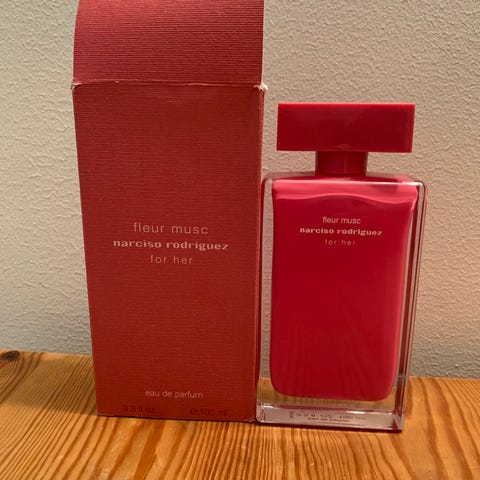 fleur musc
narciso rodriguez
for her
eau de parfum
3.3 fl.oz. e 100 ml
fleur musc
narciso rodriguez
for her